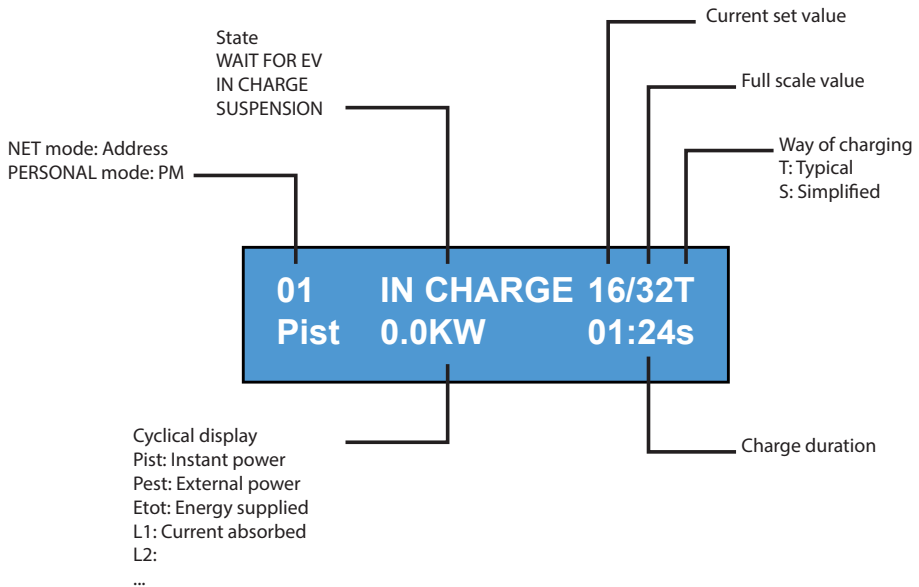 Current set value
State
WAIT FOR EV
IN CHARGE
SUSPENSION
Full scale value
NET mode: Address
PERSONAL mode: PM
Way of charging
T: Typical
S: Simplified
01 IN CHARGE 16/32T
Pist 0.0KW 01:24s
Cyclical display
Pist: Instant power
Pest: External power
Etot: Energy supplied
L1: Current absorbed
L2:
...
Charge duration